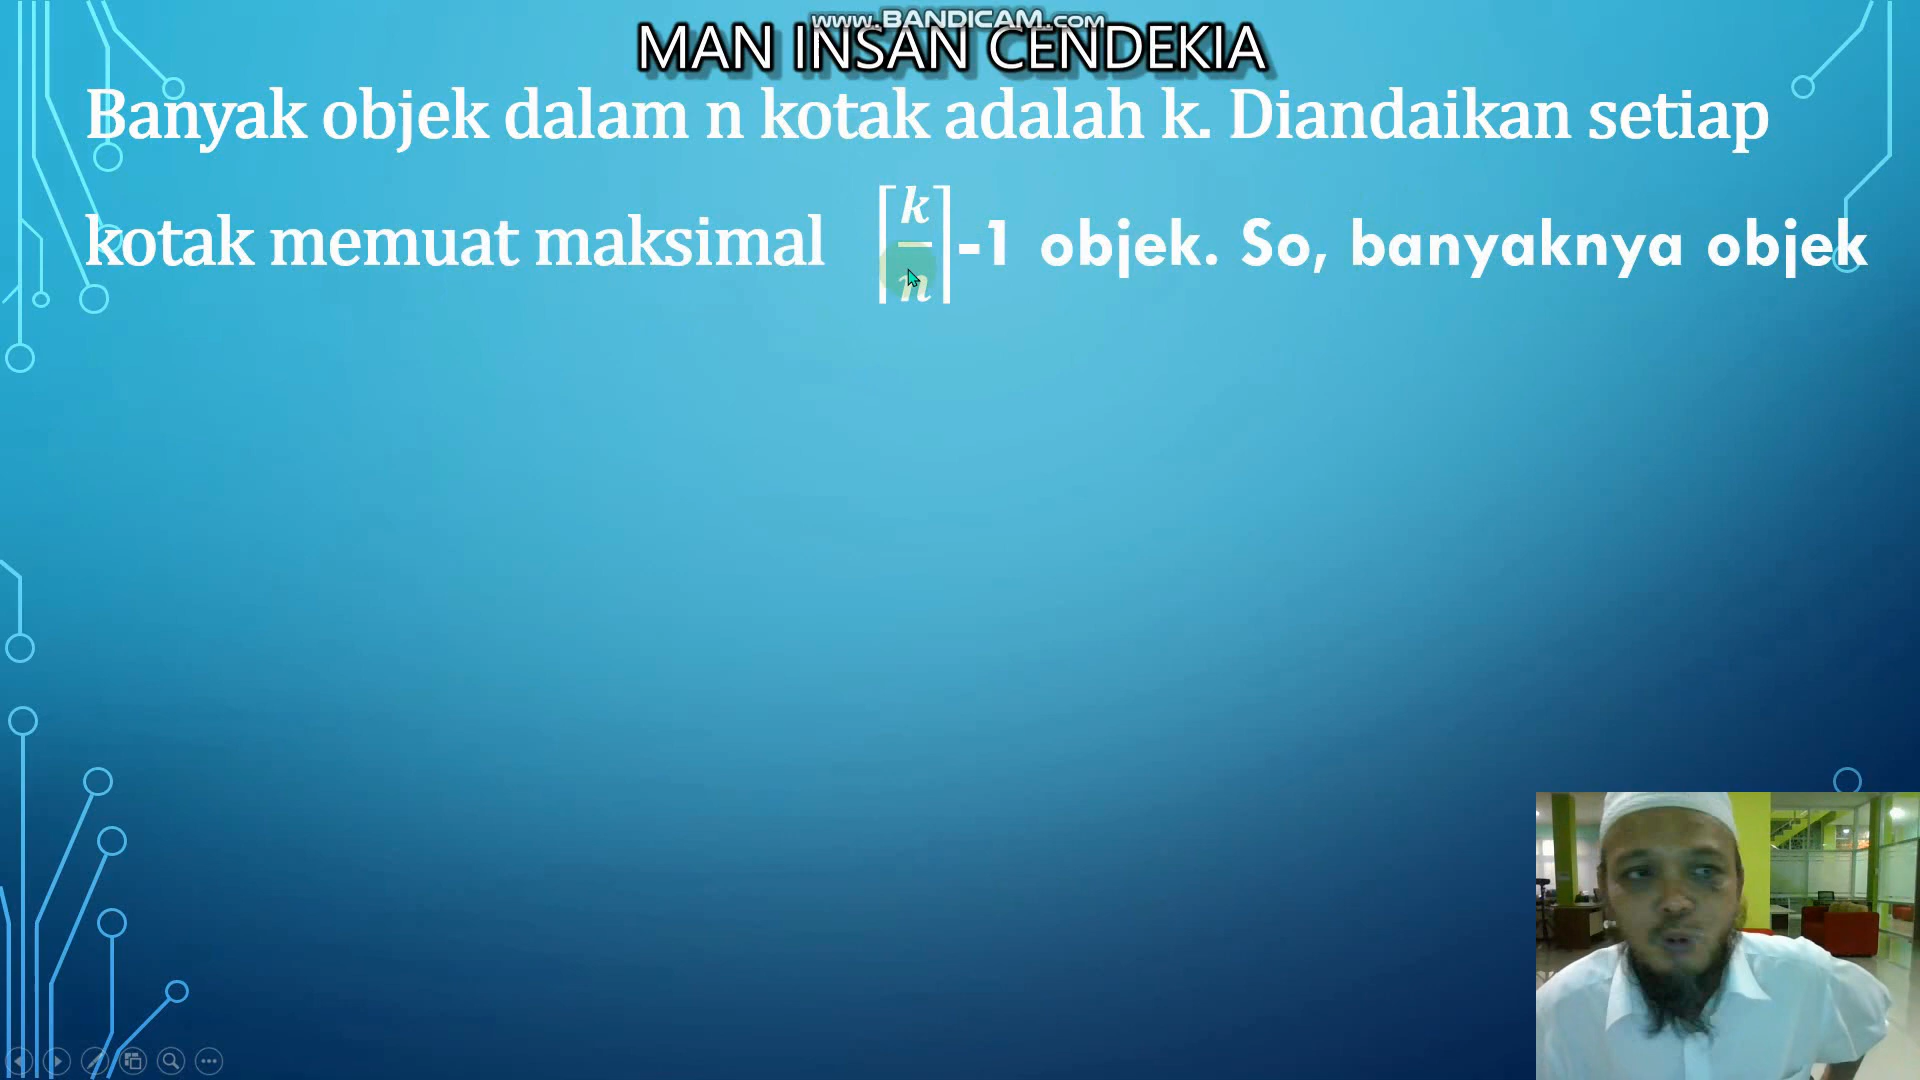 www.BANDICAM.com
MAN INSAN CENDEKIA
Banyak objek dalam n kotak adalah k. Diandaikan setiap
kotak memuat maksimal ⌈k/n⌉-1 objek. So, banyaknya objek